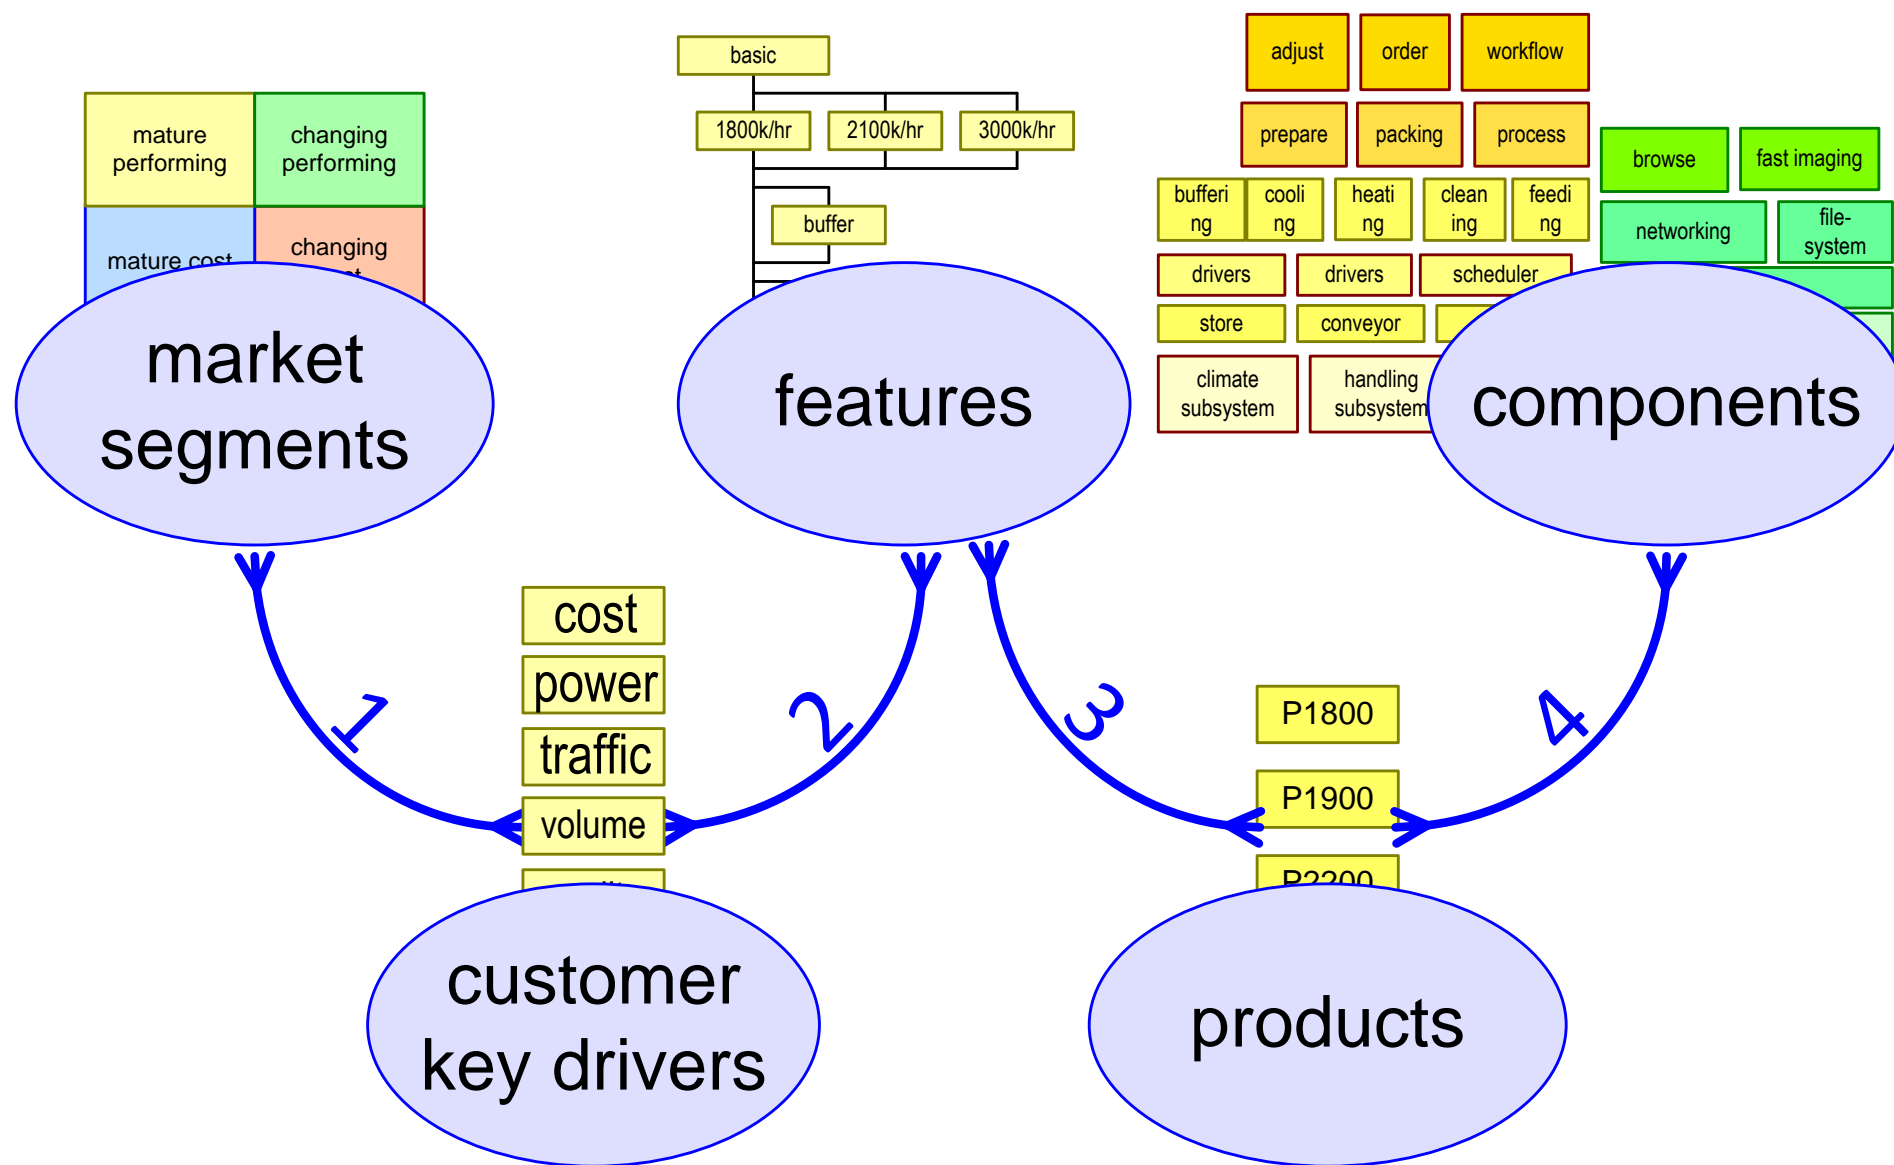 mature
performing
changing
performing
mature cost
changing
market
segments
basic
1800k/hr
2100k/hr
3000k/hr
buffer
features
adjust
order
workflow
prepare
packing
process
bufferi
ng
cooli
ng
heati
ng
clean
ing
feedi
ng
drivers
drivers
scheduler
store
conveyor
climate
subsystem
handling
subsystem
browse
fast imaging
networking
file-
system
components
1
2
3
4
cost
power
traffic
volume
customer
key drivers
P1800
P1900
P2200
products